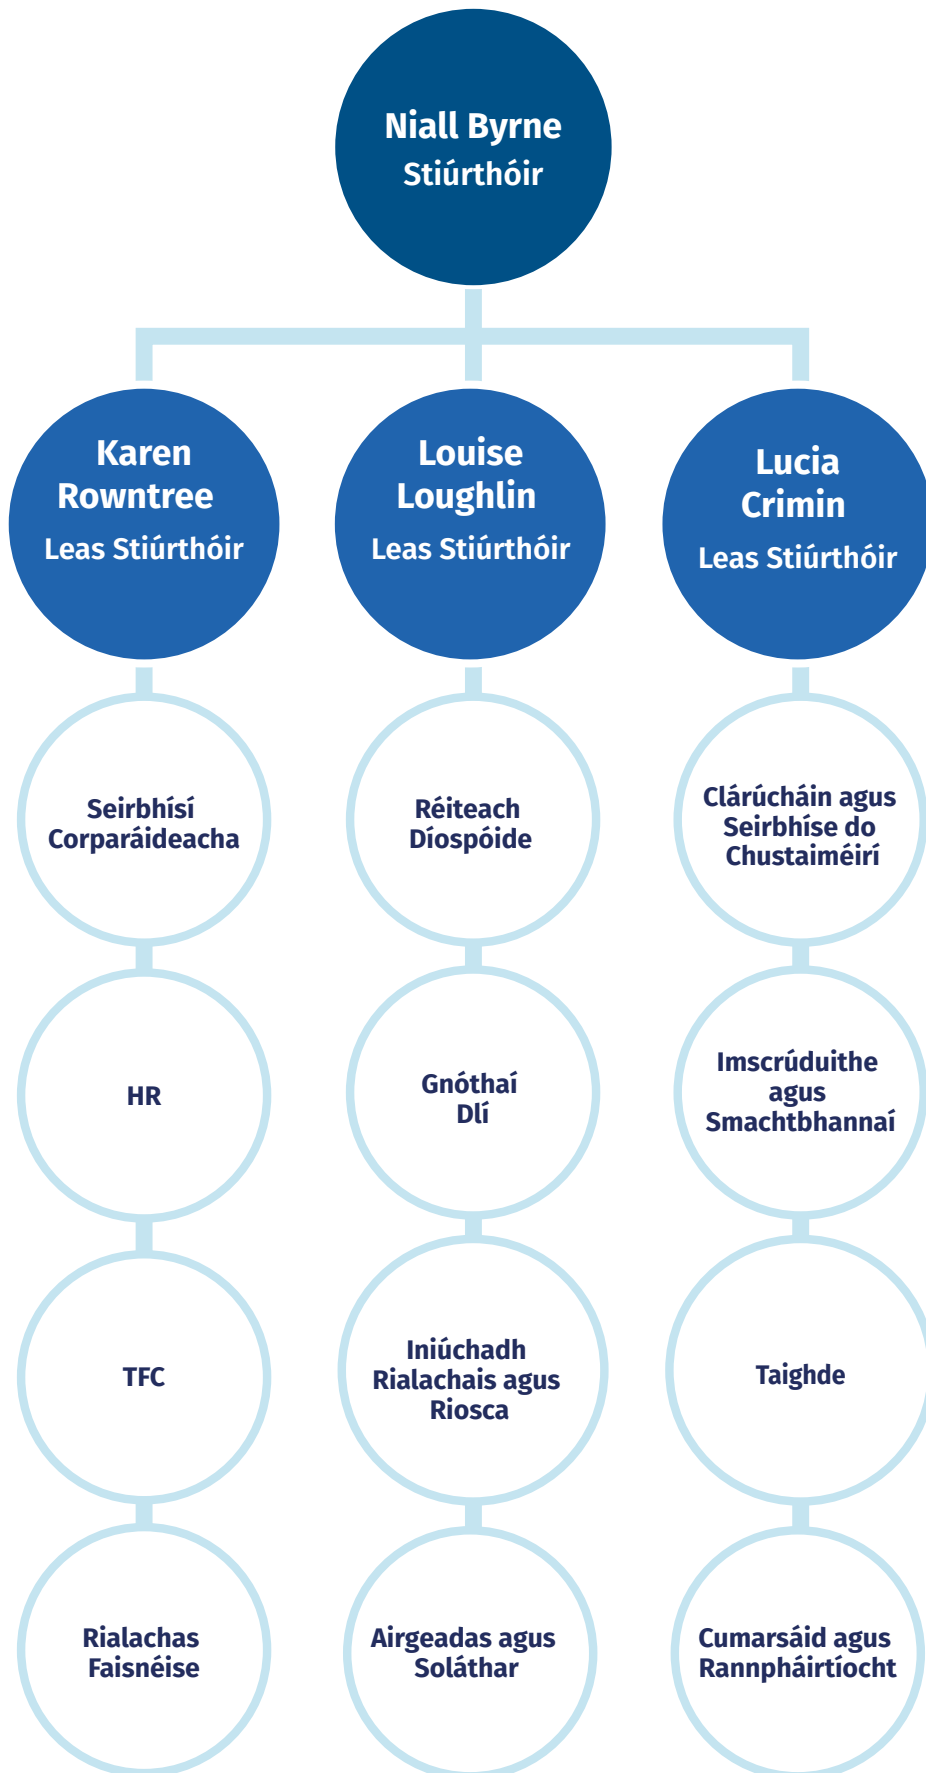 Niall Byrne
Stiúrthóir
Karen
Rowntree
Leas Stiúrthóir
Louise
Loughlin
Leas Stiúrthóir
Lucia
Crimin
Leas Stiúrthóir
Seirbhísí
Corparáideacha
Réiteach
Díospóide
Clárúcháin agus
Seirbhíse do
Chustaiméirí
HR
Gnóthaí
Dlí
Imscrúduithe
agus
Smachtbhannaí
TFC
Iniúchadh
Rialachais agus
Riosca
Taighde
Rialachas
Faisnéise
Airgeadas agus
Soláthar
Cumarsáid agus
Rannpháirtíocht